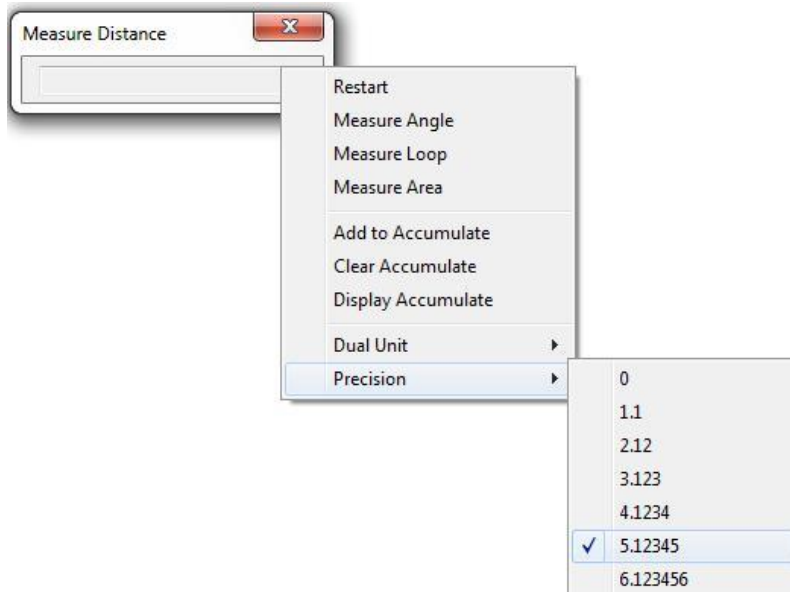 Measure Distance
Restart
Measure Angle
Measure Loop
Measure Area
Add to Accumulate
Clear Accumulate
Display Accumulate
Dual Unit
Precision
0
1.1
2.12
3.123
4.1234
5.12345
6.123456